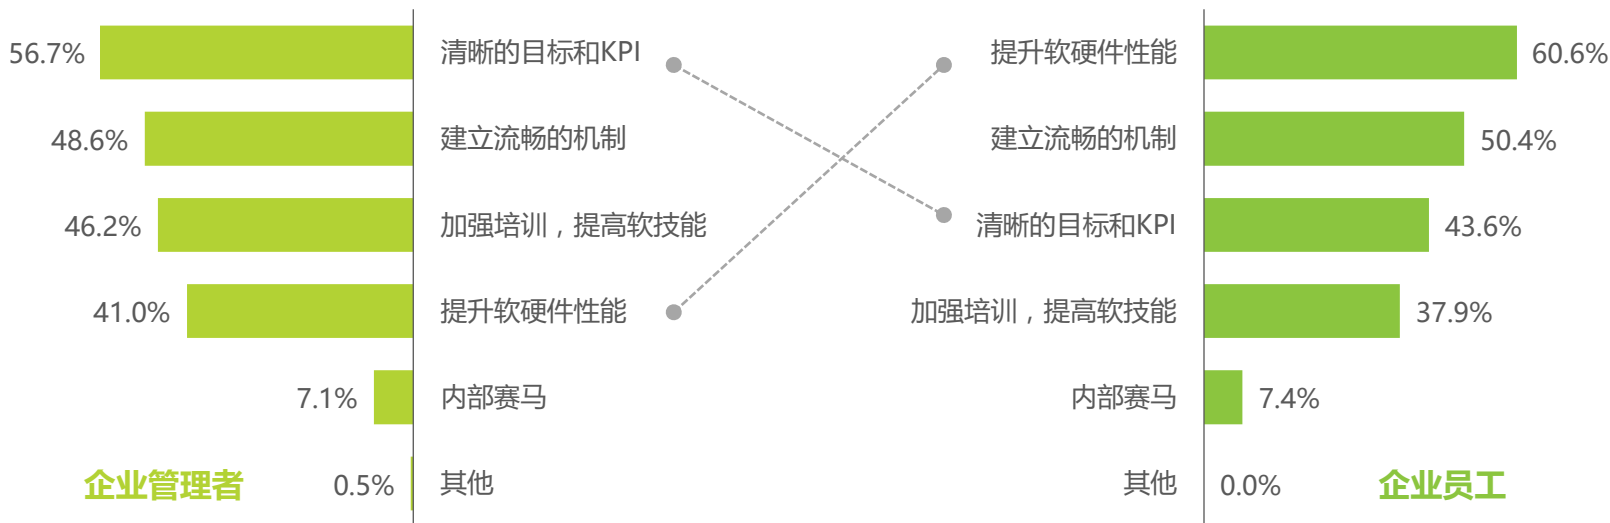 56.7% 清晰的目标和KPI 提升软硬件性能 60.6%
48.6% 建立流畅的机制 建立流畅的机制 50.4%
46.2% 加强培训，提高软技能 清晰的目标和KPI 43.6%
41.0% 提升软硬件性能 加强培训，提高软技能 37.9%
7.1% 内部赛马 内部赛马 7.4%
企业管理者 0.5% 其他 其他 0.0% 企业员工